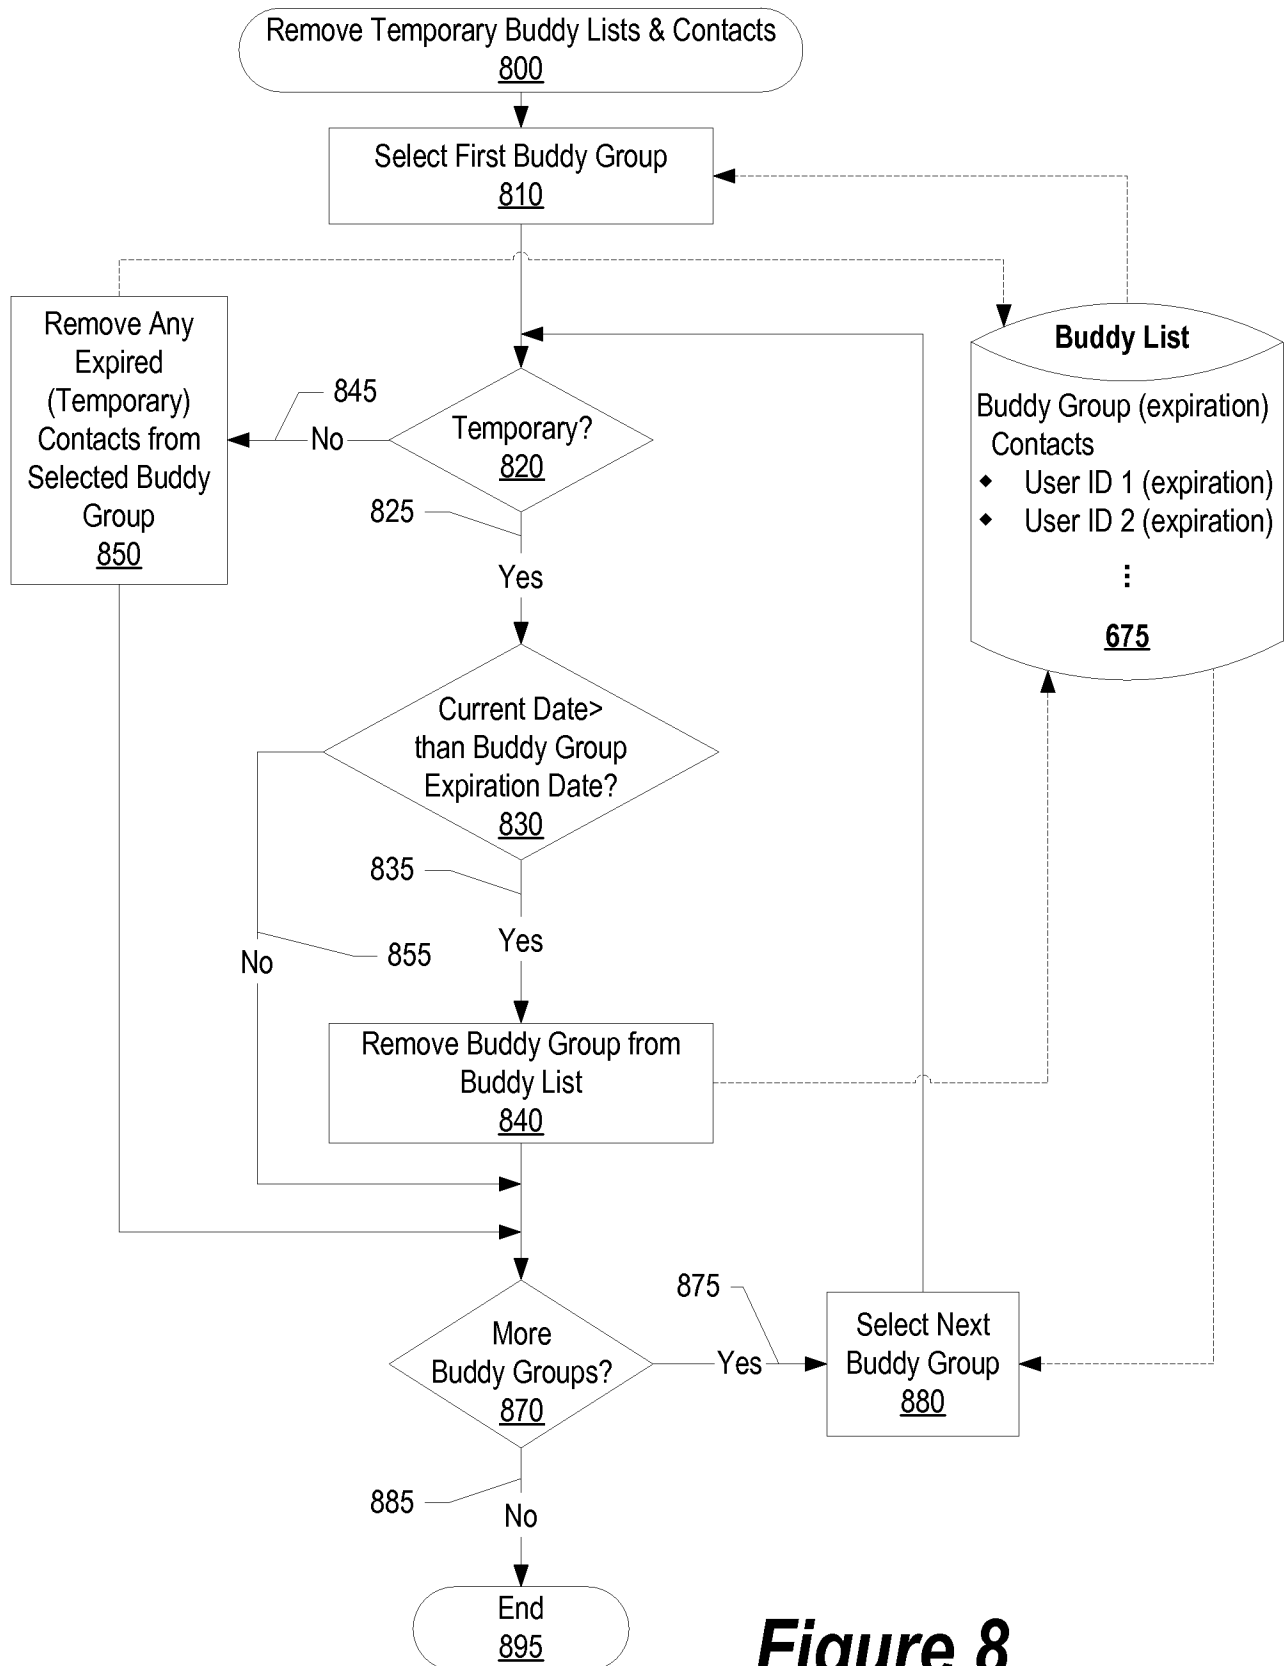 Remove Temporary Buddy Lists & Contacts
800
Select First Buddy Group
810
Remove Any
Expired
(Temporary)
Contacts from
Selected Buddy
Group
850
845
No
Temporary?
820
825
Yes
Buddy List
Buddy Group (expiration)
Contacts
◆ User ID 1 (expiration)
◆ User ID 2 (expiration)
⋮
675
Current Date>
than Buddy Group
Expiration Date?
830
835
Yes
855
No
Remove Buddy Group from
Buddy List
840
More
Buddy Groups?
870
875
Yes
Select Next
Buddy Group
880
885
No
End
895
Figure 8